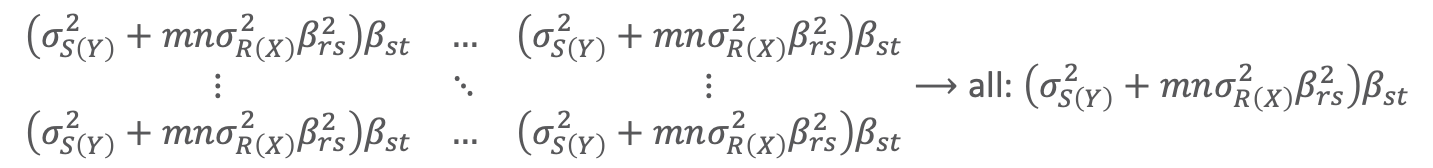 (σ²_{S(Y)} + mnσ²_{R(X)}β²_{rs})β_{st} … (σ²_{S(Y)} + mnσ²_{R(X)}β²_{rs})β_{st}
⋮ ⋱ ⋮ → all: (σ²_{S(Y)} + mnσ²_{R(X)}β²_{rs})β_{st}
(σ²_{S(Y)} + mnσ²_{R(X)}β²_{rs})β_{st} … (σ²_{S(Y)} + mnσ²_{R(X)}β²_{rs})β_{st}